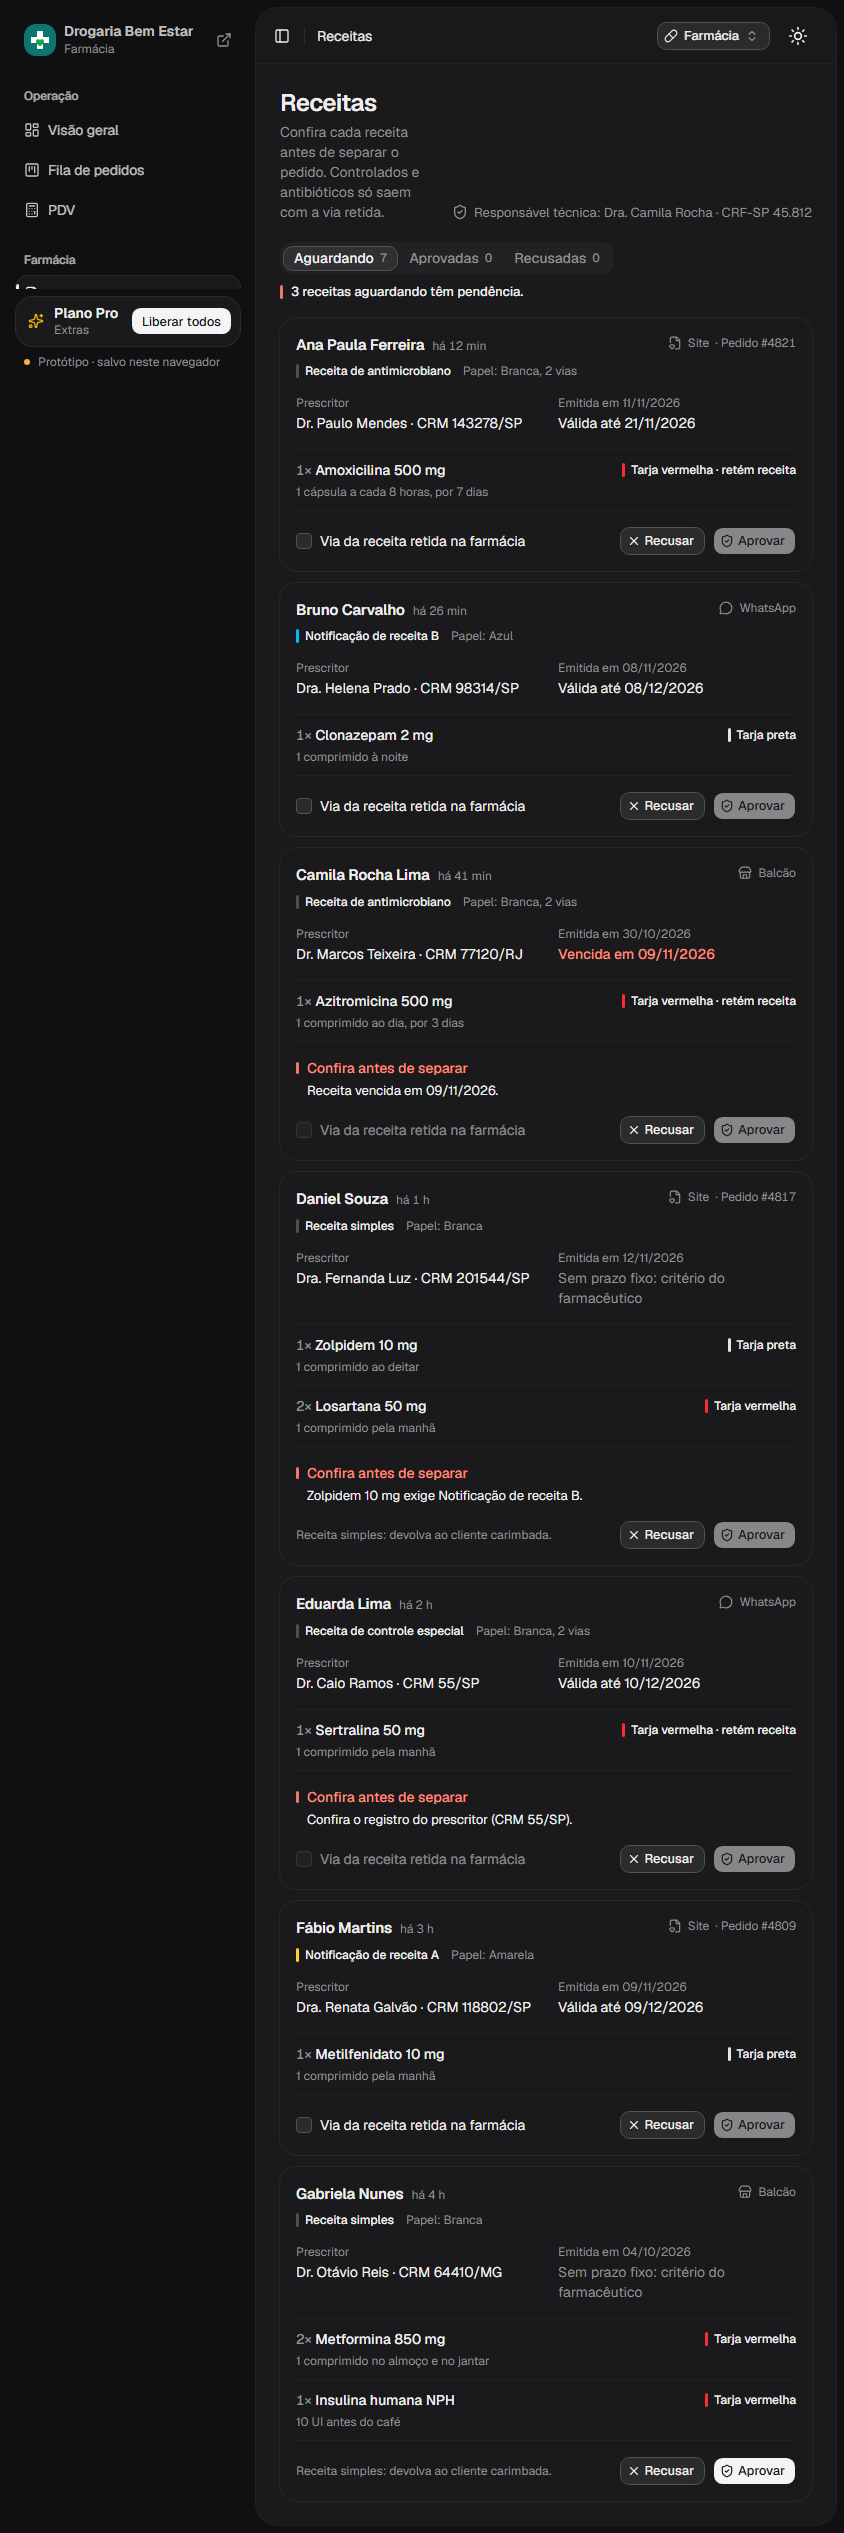 Drogaria Bem Estar
Farmácia
Operação
Visão geral
Fila de pedidos
PDV
Farmácia
Plano Pro
Extras
Liberar todos
Protótipo · salvo neste navegador
Receitas
Farmácia
Receitas
Confira cada receita
antes de separar o
pedido. Controlados e
antibióticos só saem
com a via retida.
Responsável técnica: Dra. Camila Rocha · CRF-SP 45.812
Aguardando 7
Aprovadas 0
Recusadas 0
3 receitas aguardando têm pendência.
Ana Paula Ferreira há 12 min
Site · Pedido #4821
Receita de antimicrobiano Papel: Branca, 2 vias
Prescritor
Dr. Paulo Mendes · CRM 143278/SP
Emitida em 11/11/2026
Válida até 21/11/2026
1× Amoxicilina 500 mg
Tarja vermelha · retém receita
1 cápsula a cada 8 horas, por 7 dias
Via da receita retida na farmácia
Recusar
Aprovar
Bruno Carvalho há 26 min
WhatsApp
Notificação de receita B Papel: Azul
Prescritor
Dra. Helena Prado · CRM 98314/SP
Emitida em 08/11/2026
Válida até 08/12/2026
1× Clonazepam 2 mg
Tarja preta
1 comprimido à noite
Via da receita retida na farmácia
Recusar
Aprovar
Camila Rocha Lima há 41 min
Balcão
Receita de antimicrobiano Papel: Branca, 2 vias
Prescritor
Dr. Marcos Teixeira · CRM 77120/RJ
Emitida em 30/10/2026
Vencida em 09/11/2026
1× Azitromicina 500 mg
Tarja vermelha · retém receita
1 comprimido ao dia, por 3 dias
Confira antes de separar
Receita vencida em 09/11/2026.
Via da receita retida na farmácia
Recusar
Aprovar
Daniel Souza há 1 h
Site · Pedido #4817
Receita simples Papel: Branca
Prescritor
Dra. Fernanda Luz · CRM 201544/SP
Emitida em 12/11/2026
Sem prazo fixo: critério do
farmacêutico
1× Zolpidem 10 mg
Tarja preta
1 comprimido ao deitar
2× Losartana 50 mg
Tarja vermelha
1 comprimido pela manhã
Confira antes de separar
Zolpidem 10 mg exige Notificação de receita B.
Receita simples: devolva ao cliente carimbada.
Recusar
Aprovar
Eduarda Lima há 2 h
WhatsApp
Receita de controle especial Papel: Branca, 2 vias
Prescritor
Dr. Caio Ramos · CRM 55/SP
Emitida em 10/11/2026
Válida até 10/12/2026
1× Sertralina 50 mg
Tarja vermelha · retém receita
1 comprimido pela manhã
Confira antes de separar
Confira o registro do prescritor (CRM 55/SP).
Via da receita retida na farmácia
Recusar
Aprovar
Fábio Martins há 3 h
Site · Pedido #4809
Notificação de receita A Papel: Amarela
Prescritor
Dra. Renata Galvão · CRM 118802/SP
Emitida em 09/11/2026
Válida até 09/12/2026
1× Metilfenidato 10 mg
Tarja preta
1 comprimido pela manhã
Via da receita retida na farmácia
Recusar
Aprovar
Gabriela Nunes há 4 h
Balcão
Receita simples Papel: Branca
Prescritor
Dr. Otávio Reis · CRM 64410/MG
Emitida em 04/10/2026
Sem prazo fixo: critério do
farmacêutico
2× Metformina 850 mg
Tarja vermelha
1 comprimido no almoço e no jantar
1× Insulina humana NPH
Tarja vermelha
10 UI antes do café
Receita simples: devolva ao cliente carimbada.
Recusar
Aprovar